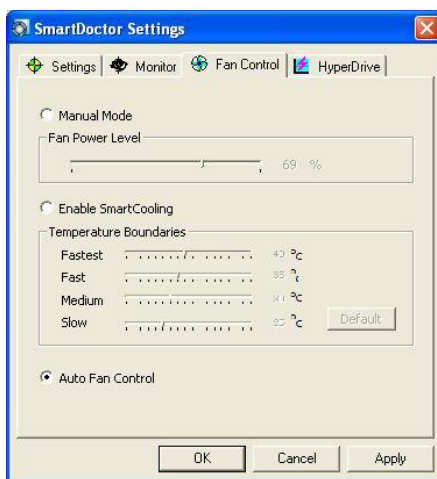 SmartDoctor Settings
Settings Monitor Fan Control HyperDrive
Manual Mode
Fan Power Level
69 %
Enable SmartCooling
Temperature Boundaries
Fastest °c
Fast
Medium °c
Slow °c
Default
Auto Fan Control
OK Cancel Apply